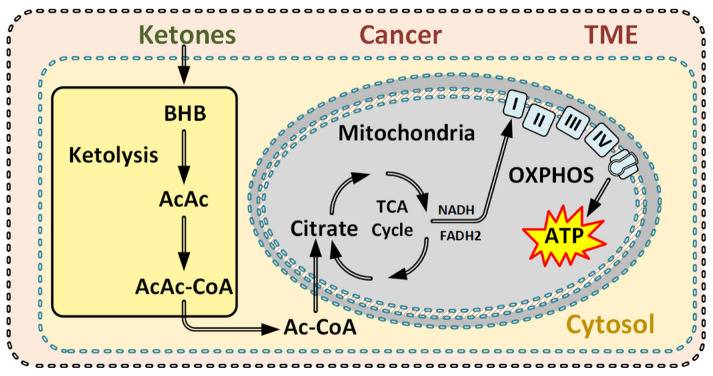 Ketones
Cancer
TME
BHB
Ketolysis
AcAc
AcAc-CoA
Ac-CoA
Mitochondria
Citrate
TCA
Cycle
NADH
FADH2
I
II
III
IV
OXPHOS
ATP
Cytosol